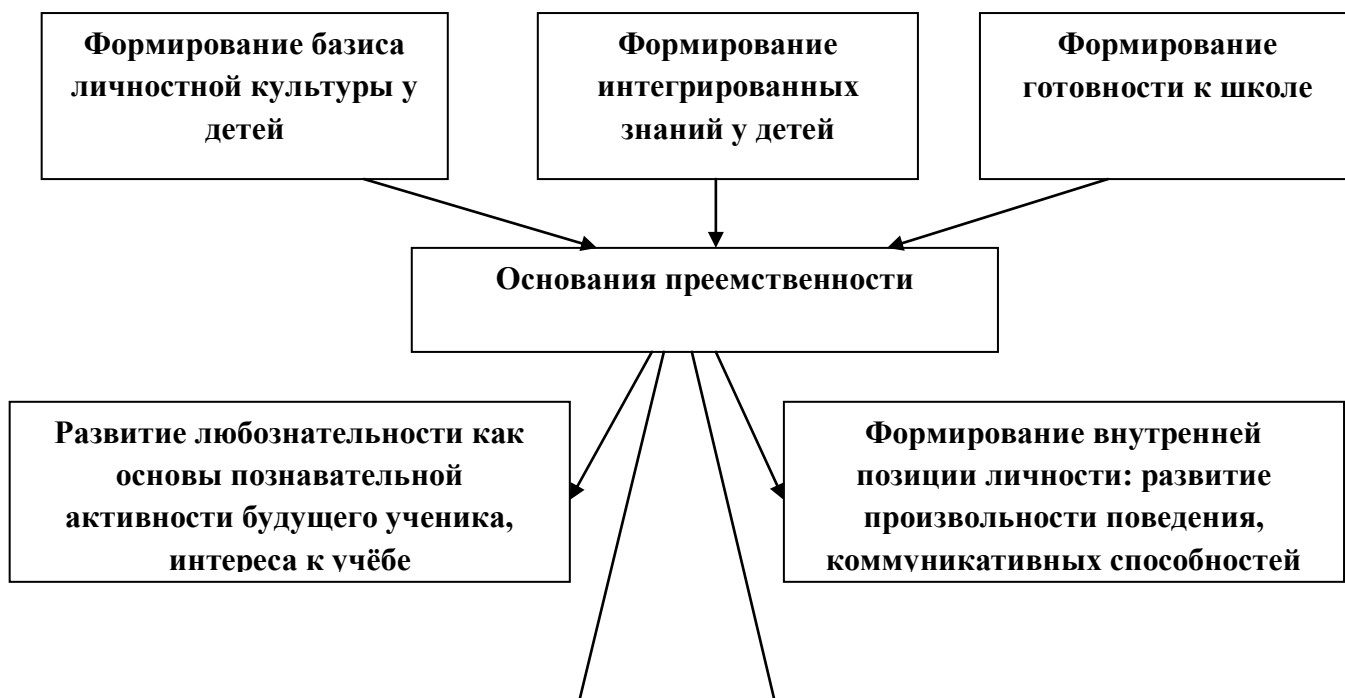 Формирование базиса
личностной культуры у
детей
Формирование
интегрированных
знаний у детей
Формирование
готовности к школе
Основания преемственности
Развитие любознательности как
основы познавательной
активности будущего ученика,
интереса к учёбе
Формирование внутренней
позиции личности: развитие
произвольности поведения,
коммуникативных способностей